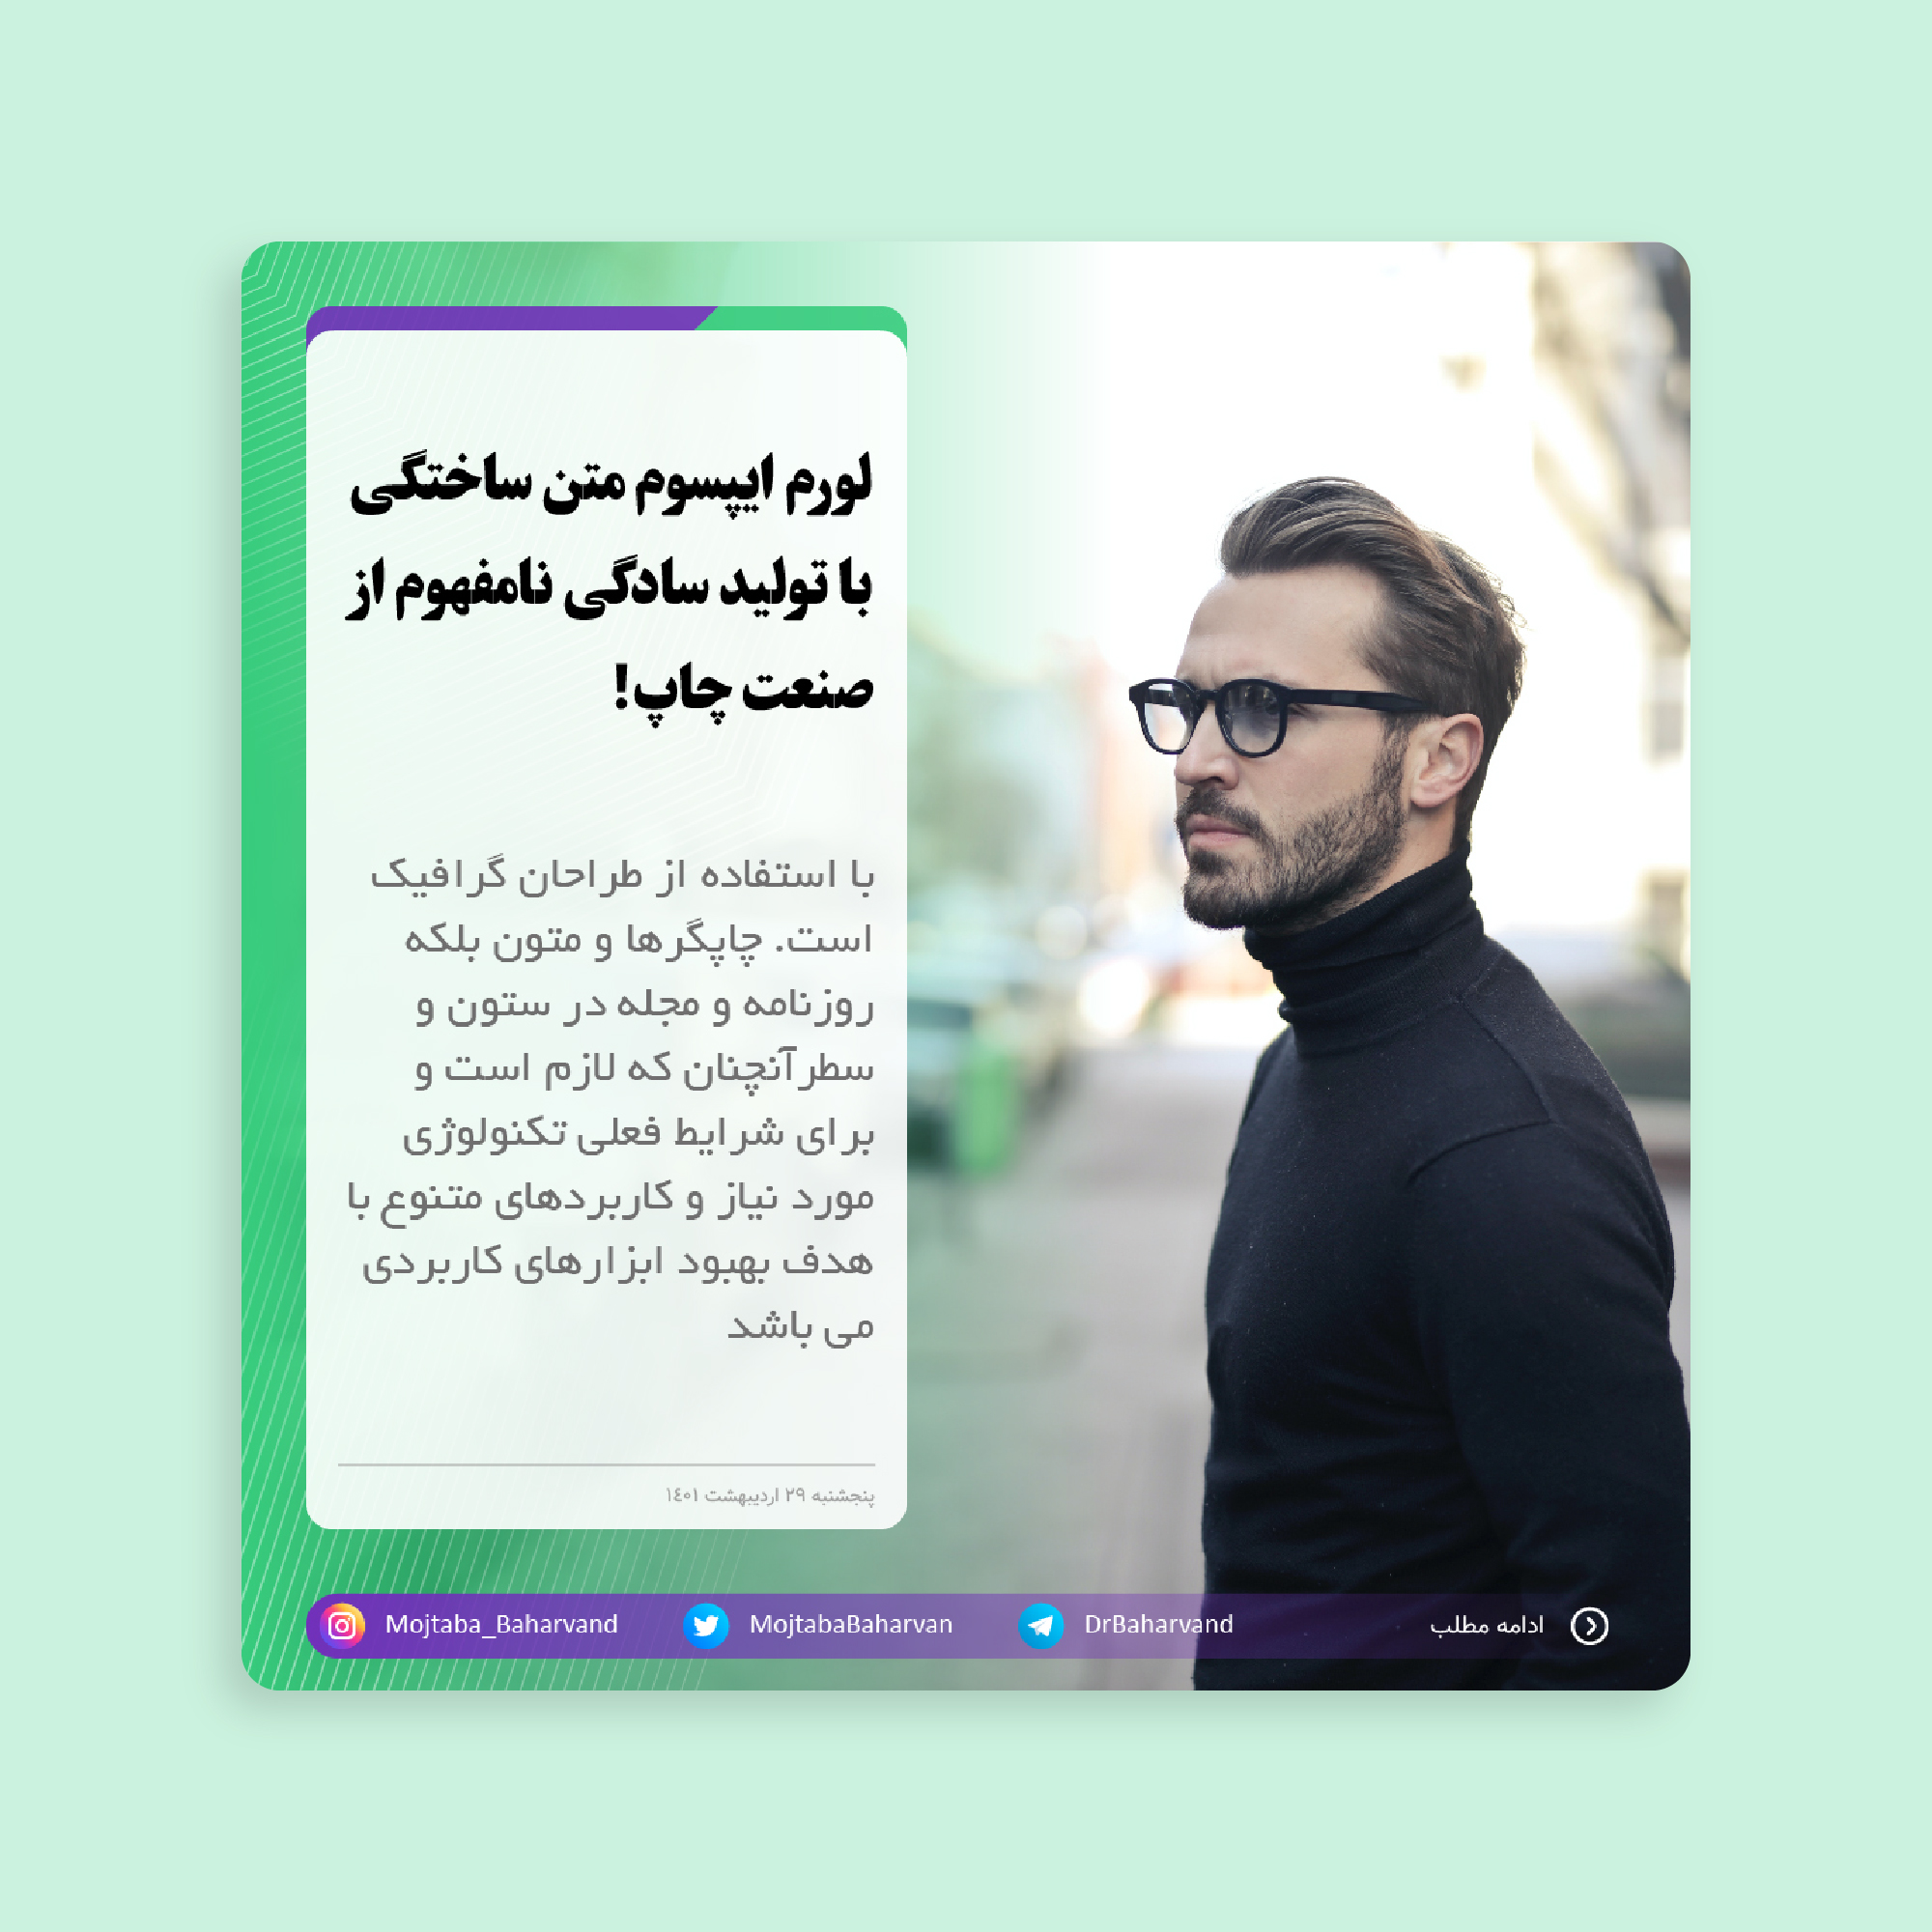 لورم ایپسوم متن ساختگی
با تولید سادگی نامفهوم از
صنعت چاپ!
با استفاده از طراحان گرافیک
است. چاپگرها و متون بلکه
روزنامه و مجله در ستون و
سطرآنچنان که لازم است و
برای شرایط فعلی تکنولوژی
مورد نیاز و کاربردهای متنوع با
هدف بهبود ابزارهای کاربردی
می باشد
پنجشنبه ۲۹ اردیبهشت ۱٤۰۱
Mojtaba_Baharvand MojtabaBaharvan DrBaharvand ادامه مطلب